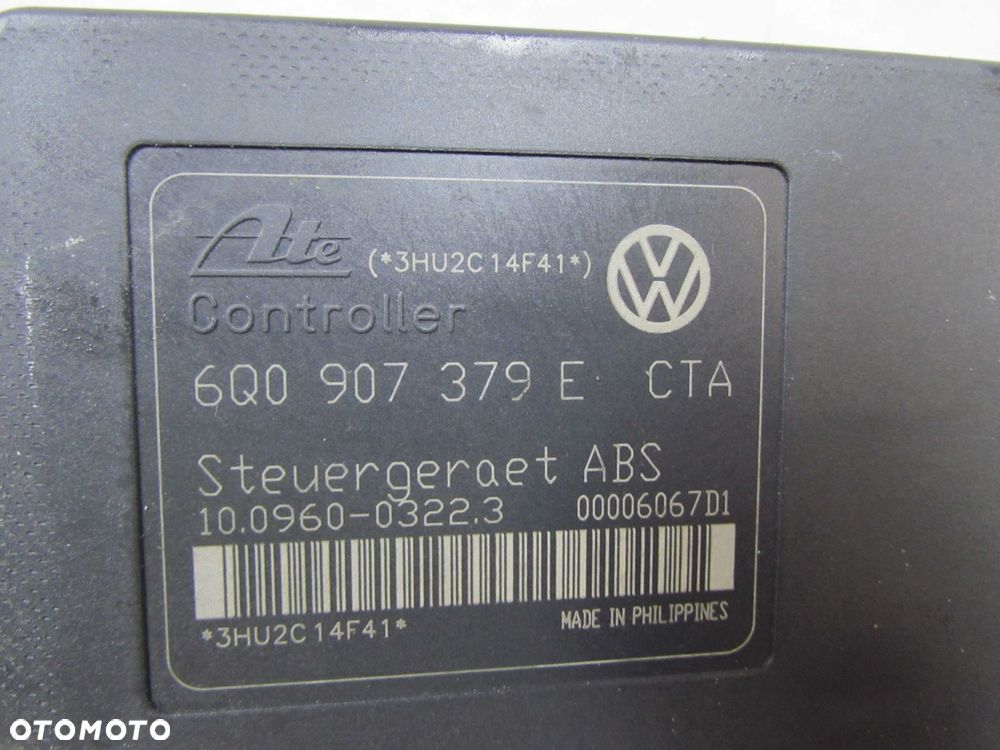 Ate (*3HU2C14F41*)
Controller
6Q0 907 379 E CTA
Steuergeraet ABS
10.0960-0322.3 00006067D1
*3HU2C14F41* MADE IN PHILIPPINES
OTOMOTO